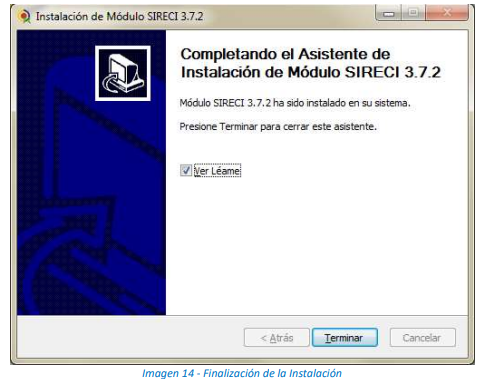 Instalación de Módulo SIRECI 3.7.2
Completando el Asistente de
Instalación de Módulo SIRECI 3.7.2
Módulo SIRECI 3.7.2 ha sido instalado en su sistema.
Presione Terminar para cerrar este asistente.
Ver Léame
< Atrás Terminar Cancelar
Imagen 14 - Finalización de la Instalación